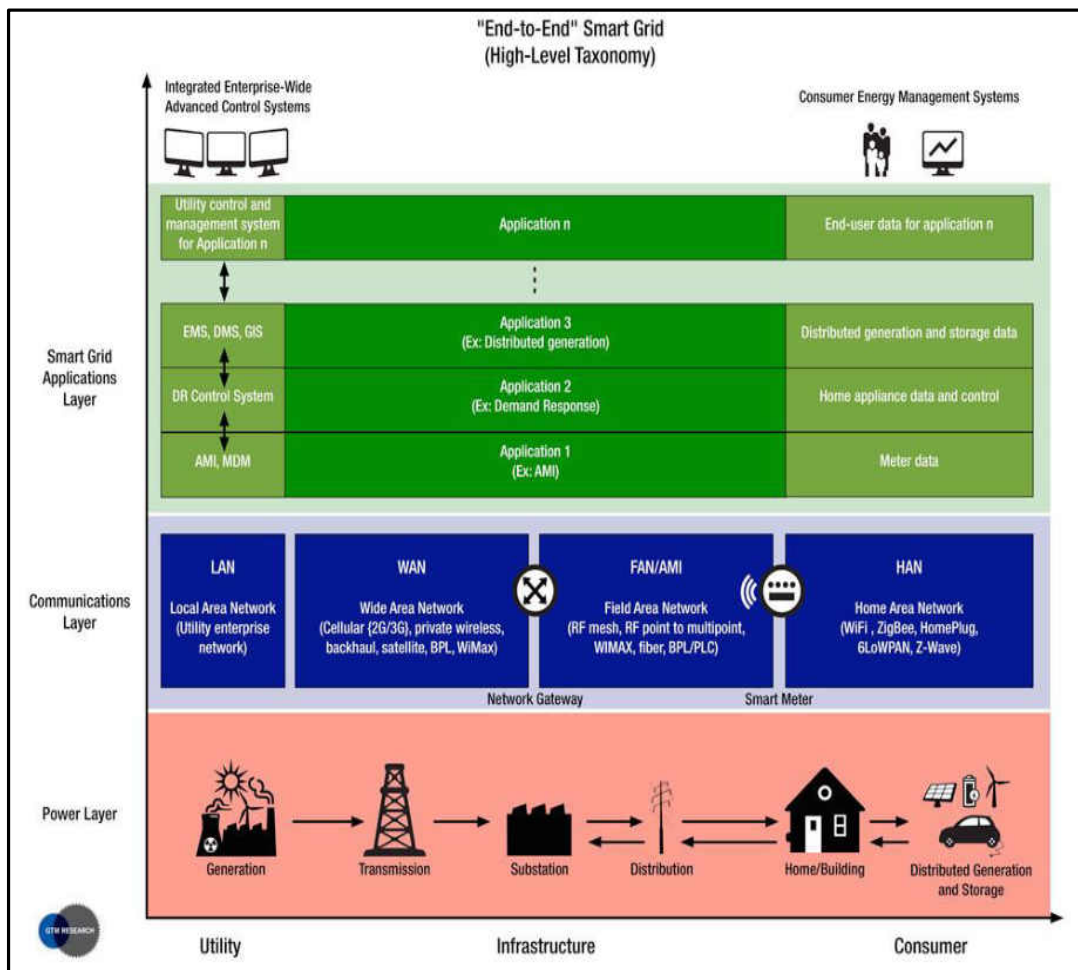 "End-to-End" Smart Grid
(High-Level Taxonomy)
Integrated Enterprise-Wide
Advanced Control Systems
Consumer Energy Management Systems
Utility control and
management system
for Application n
Application n
End-user data for application n
Smart Grid
Applications
Layer
EMS, DMS, GIS
Application 3
(Ex: Distributed generation)
Distributed generation and storage data
DR Control System
Application 2
(Ex: Demand Response)
Home appliance data and control
AMI, MDM
Application 1
(Ex: AMI)
Meter data
Communications
Layer
LAN
Local Area Network
(Utility enterprise
network)
WAN
Wide Area Network
(Cellular {2G/3G), private wireless,
backhaul, satellite, BPL, WiMax)
FAN/AMI
Field Area Network
(RF mesh, RF point to multipoint,
WIMAX, fiber, BPL/PLC)
HAN
Home Area Network
(WiFi , ZigBee, HomePlug,
6LoWPAN, Z-Wave)
Network Gateway
Smart Meter
Power Layer
Generation
Transmission
Substation
Distribution
Home/Building
Distributed Generation
and Storage
GTM RESEARCH
Utility
Infrastructure
Consumer